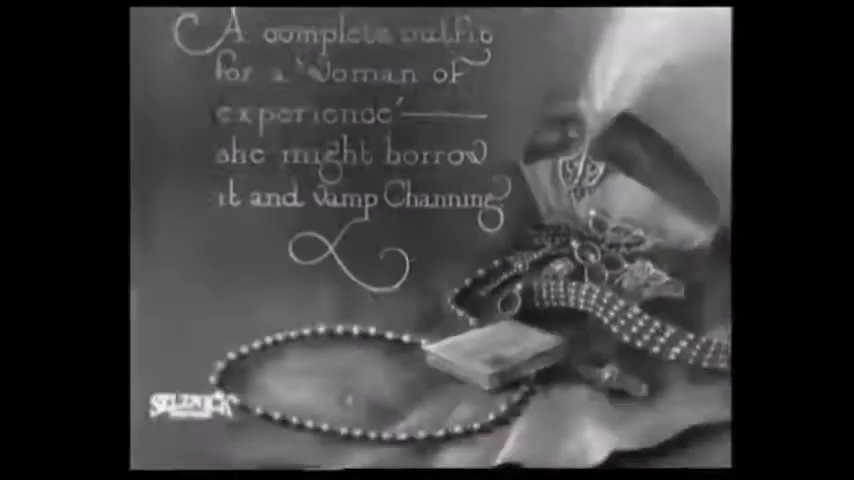 A complete outfit
for a 'woman of
experience' —
she might borrow
it and vamp Channing
SELZNICK